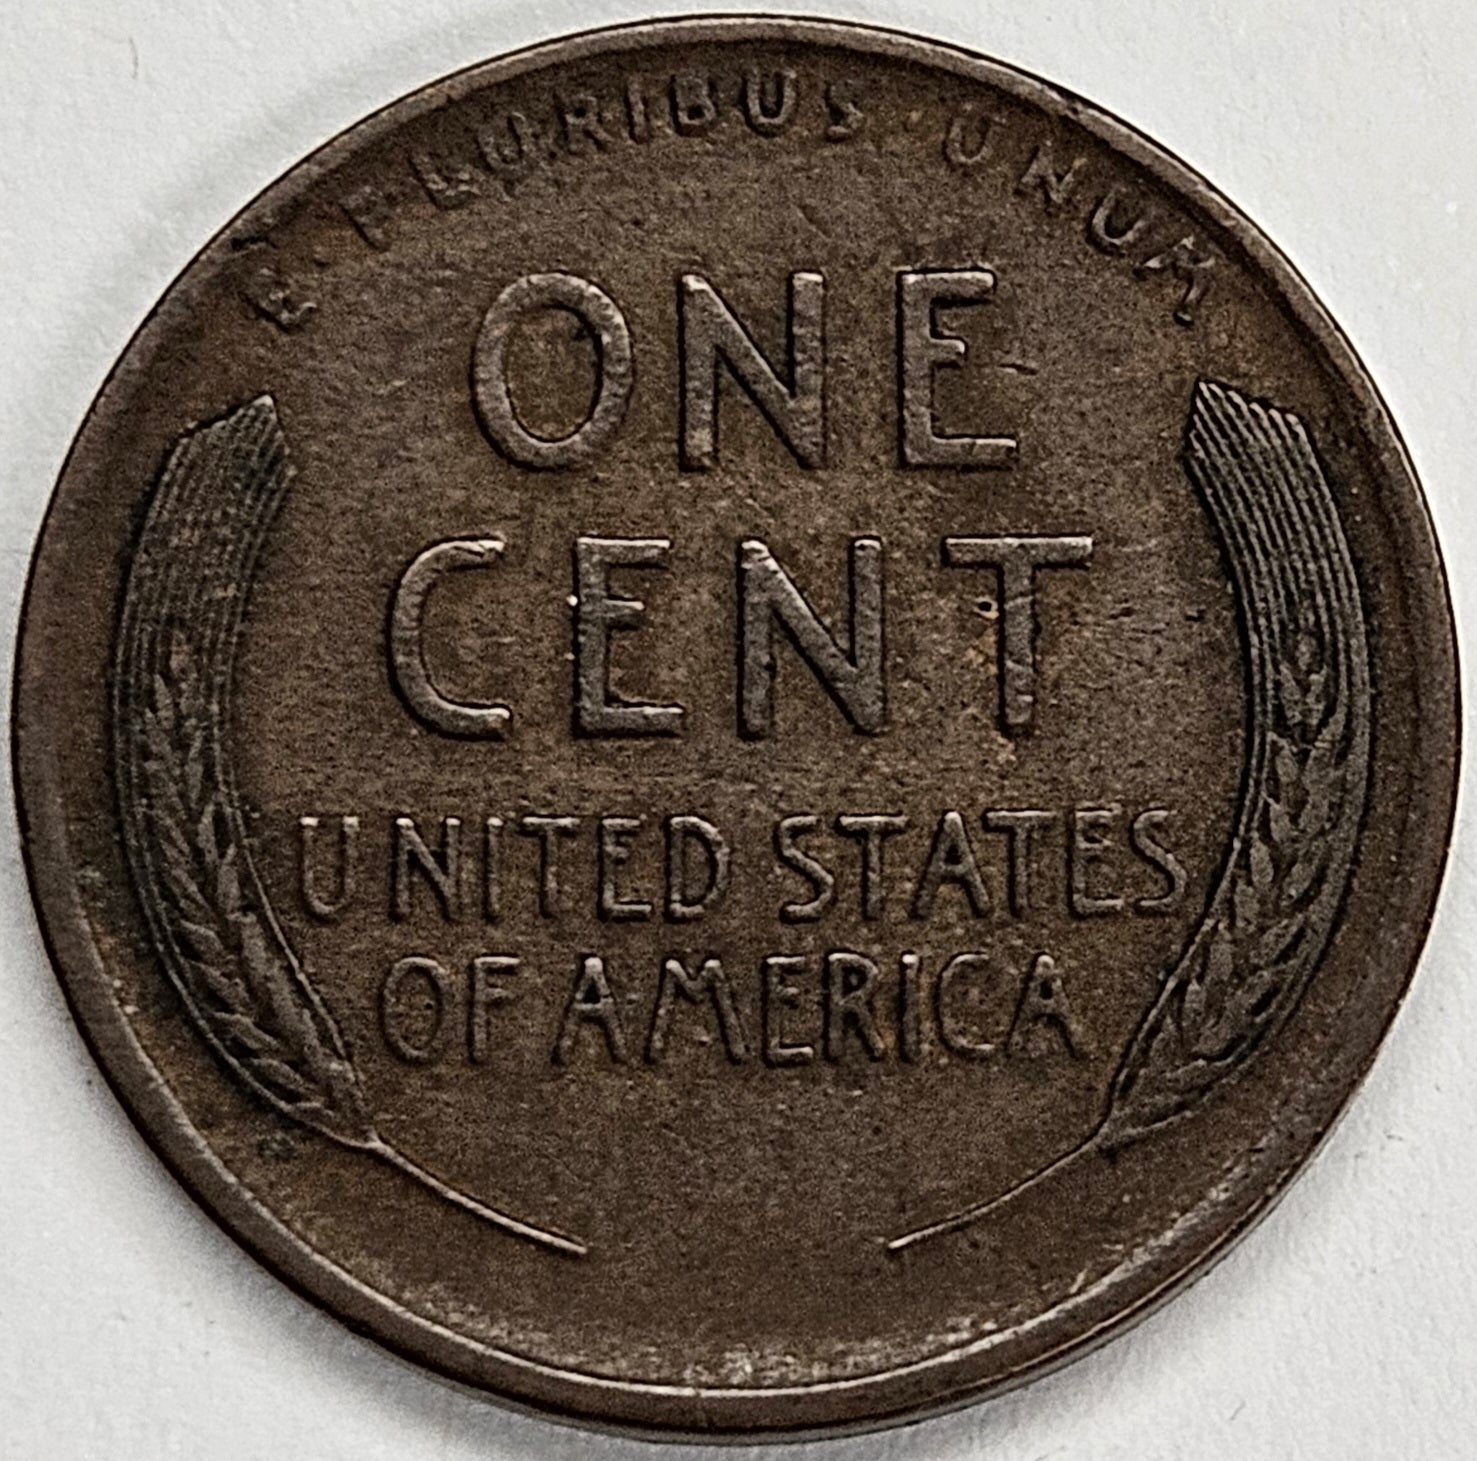 E · PLURIBUS · UNUM
ONE
CENT
UNITED STATES
OF AMERICA